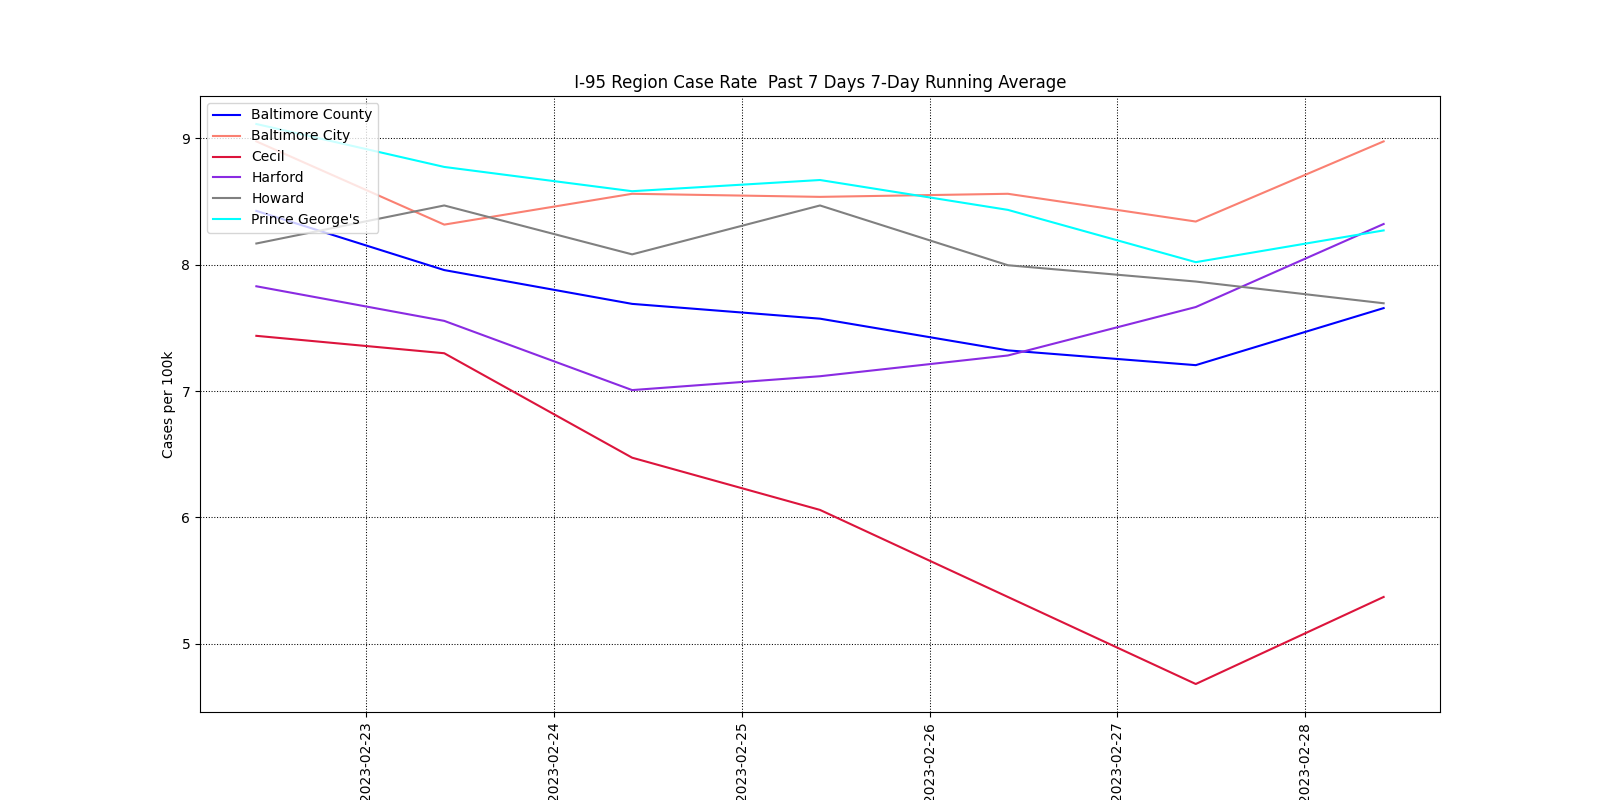 I-95 Region Case Rate  Past 7 Days 7-Day Running Average
Baltimore County
Baltimore City
Cecil
Harford
Howard
Prince George's
Cases per 100k
9
8
7
6
5
2023-02-23
2023-02-24
2023-02-25
2023-02-26
2023-02-27
2023-02-28